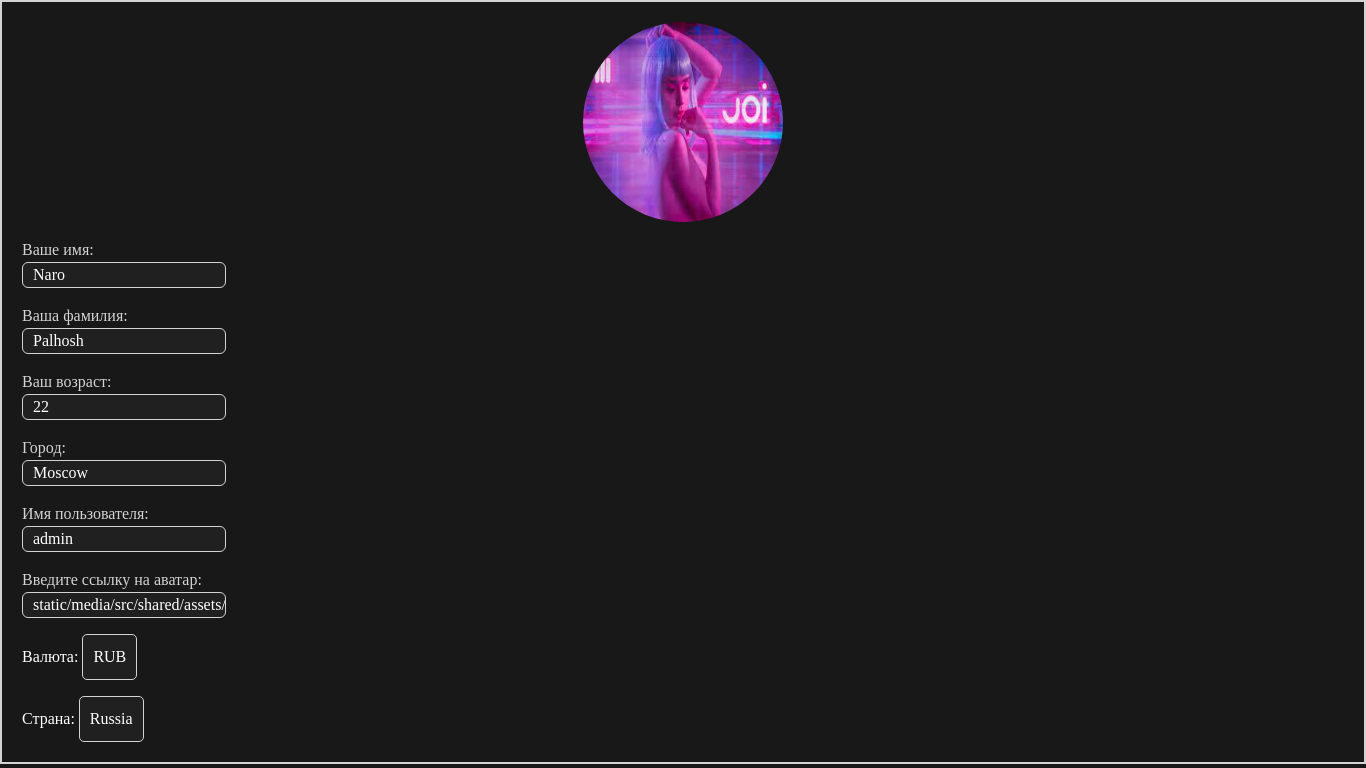 JOi
Ваше имя:
Naro
Ваша фамилия:
Palhosh
Ваш возраст:
22
Город:
Moscow
Имя пользователя:
admin
Введите ссылку на аватар:
static/media/src/shared/assets/
Валюта: RUB
Страна: Russia